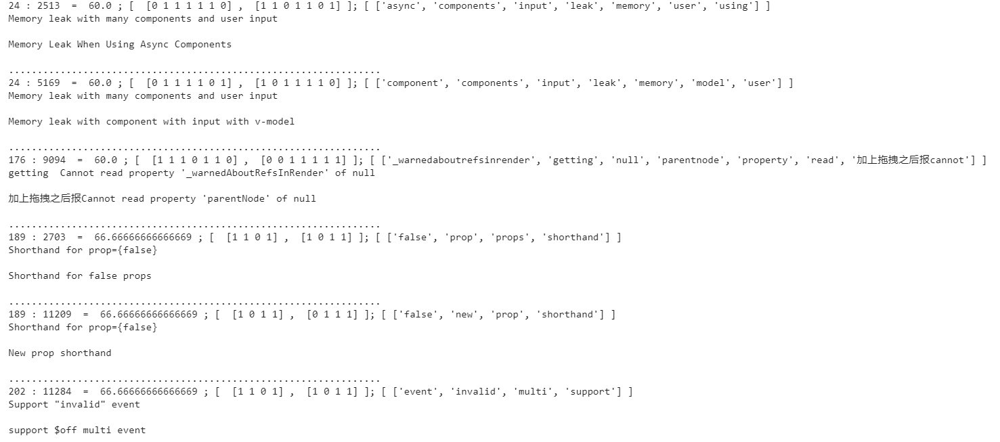 24 : 2513  =  60.0 ; [  [0 1 1 1 1 1 0] ,  [1 1 0 1 1 0 1] ]; [ ['async', 'components', 'input', 'leak', 'memory', 'user', 'using'] ]
Memory leak with many components and user input
Memory Leak When Using Async Components
.................................................................
24 : 5169  =  60.0 ; [  [0 1 1 1 1 0 1] ,  [1 0 1 1 1 1 0] ]; [ ['component', 'components', 'input', 'leak', 'memory', 'model', 'user'] ]
Memory leak with many components and user input
Memory leak with component with input with v-model
.................................................................
176 : 9094  =  60.0 ; [  [1 1 1 0 1 1 0] ,  [0 0 1 1 1 1 1] ]; [ ['_warnedaboutrefsinrender', 'getting', 'null', 'parentnode', 'property', 'read', '加上拖拽之后报cannot'] ]
getting  Cannot read property '_warnedAboutRefsInRender' of null
加上拖拽之后报Cannot read property 'parentNode' of null
.................................................................
189 : 2703  =  66.66666666666669 ; [  [1 1 0 1] ,  [1 0 1 1] ]; [ ['false', 'prop', 'props', 'shorthand'] ]
Shorthand for prop={false}
Shorthand for false props
.................................................................
189 : 11209  =  66.66666666666669 ; [  [1 0 1 1] ,  [0 1 1 1] ]; [ ['false', 'new', 'prop', 'shorthand'] ]
Shorthand for prop={false}
New prop shorthand
.................................................................
202 : 11284  =  66.66666666666669 ; [  [1 1 0 1] ,  [1 0 1 1] ]; [ ['event', 'invalid', 'multi', 'support'] ]
Support "invalid" event
support $off multi event